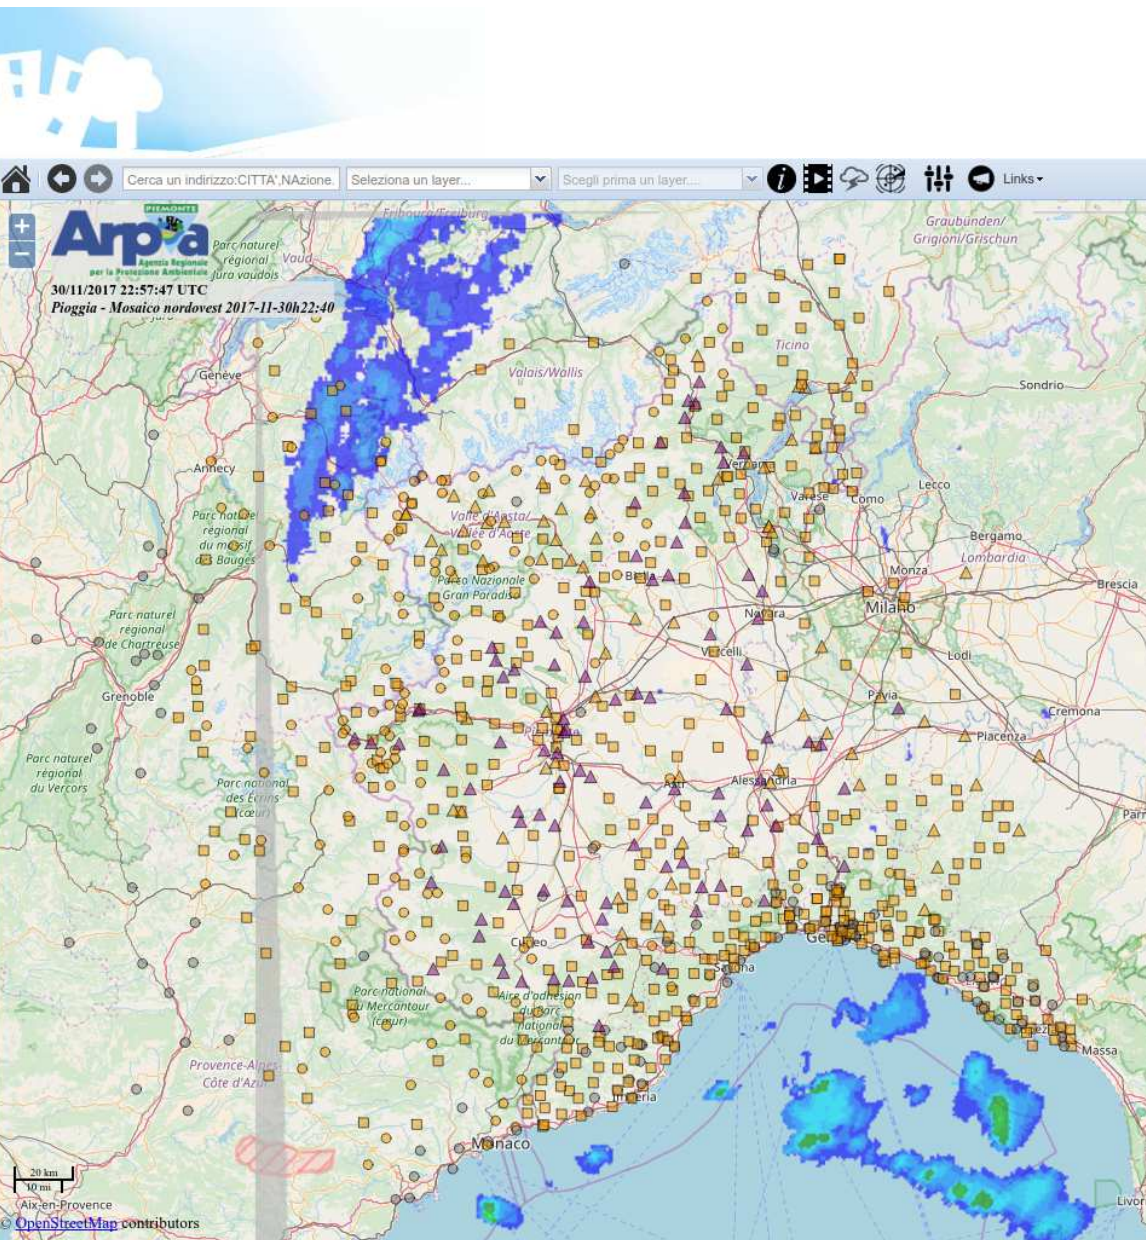 Cerca un indirizzo:CITTA',NAzione.
Seleziona un layer...
Scegli prima un layer....
Links
PIEMONTE
Arpa
Agenzia Regionale
per la Protezione Ambientale
30/11/2017 22:57:47 UTC
Pioggia - Mosaico nordovest 2017-11-30h22:40
Fribourg/Freiburg
Graubünden/
Grigioni/Grischun
Parc naturel
régional
Jura vaudois
Vaud
Genève
Valais/Wallis
Ticino
Sondrio
Annecy
Lecco
Varese
Como
Parc naturel
régional
du massif
des Bauges
Valle d'Aosta/
Vallée d'Aoste
Bergamo
Lombardia
Monza
Brescia
Parco Nazionale
Gran Paradiso
Milano
Novara
Parc naturel
régional
de Chartreuse
Vercelli
Lodi
Grenoble
Pavia
Cremona
Piacenza
Parc naturel
régional
du Vercors
Parc national
des Écrins
(cœur)
Asti
Alessandria
Cuneo
Savona
Parc national
du Mercantour
(cœur)
Aire d'adhésion
du parc
national
du Mercantour
Massa
Provence-Alpes-
Côte d'Azur
Imperia
Monaco
20 km
10 mi
Aix-en-Provence
Livor
© OpenStreetMap contributors